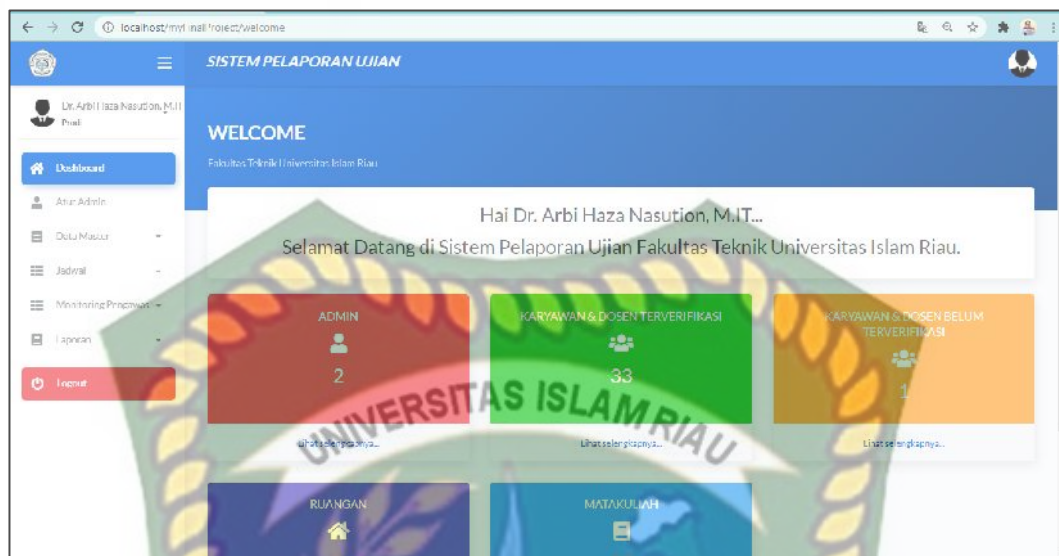 localhost/myFinalProject/welcome
SISTEM PELAPORAN UJIAN
Dr. Arbi Haza Nasution, M.IT
Prodi
Dashboard
Atur Admin
Data Master
Jadwal
Monitoring Pengawas
Laporan
Logout
WELCOME
Fakultas Teknik Universitas Islam Riau
Hai Dr. Arbi Haza Nasution, M.IT...
Selamat Datang di Sistem Pelaporan Ujian Fakultas Teknik Universitas Islam Riau.
ADMIN
2
Lihat selengkapnya...
KARYAWAN & DOSEN TERVERIFIKASI
33
Lihat selengkapnya...
KARYAWAN & DOSEN BELUM
TERVERIFIKASI
1
Lihat selengkapnya...
UNIVERSITAS ISLAM RIAU
RUANGAN
MATAKULIAH